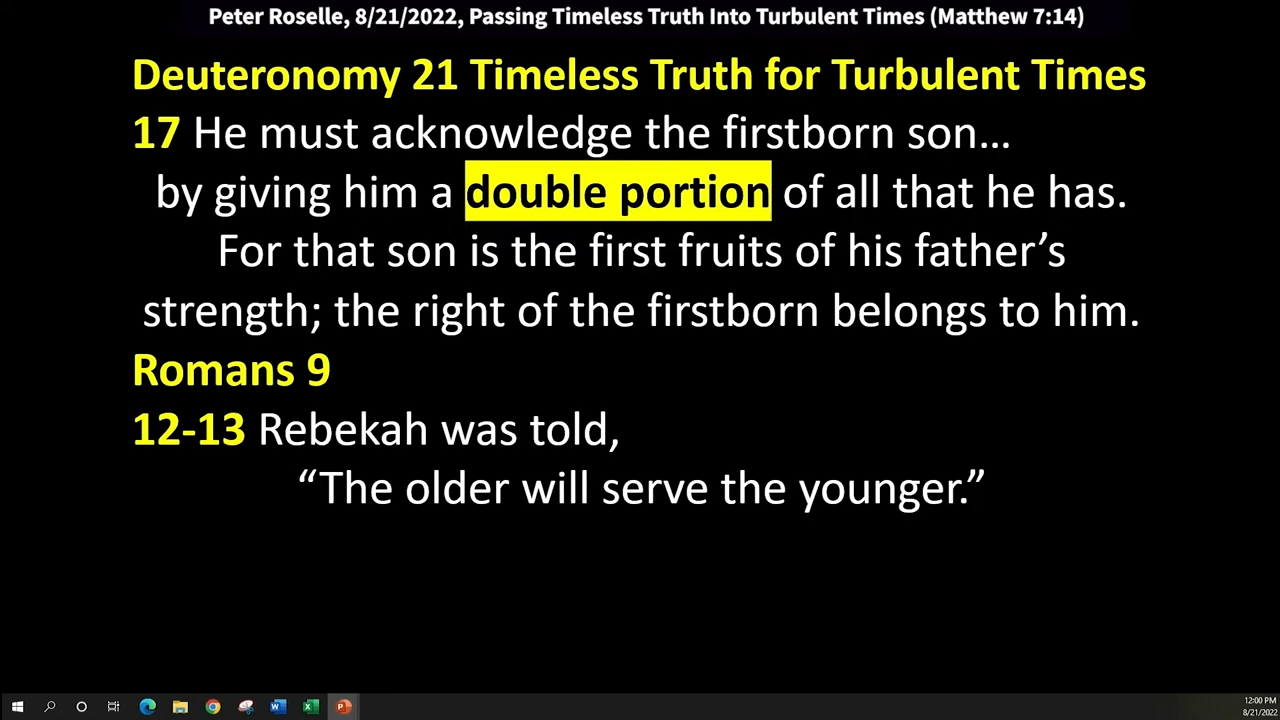 Peter Roselle, 8/21/2022, Passing Timeless Truth Into Turbulent Times (Matthew 7:14)
Deuteronomy 21 Timeless Truth for Turbulent Times
17 He must acknowledge the firstborn son…
by giving him a double portion of all that he has.
For that son is the first fruits of his father’s
strength; the right of the firstborn belongs to him.
Romans 9
12-13 Rebekah was told,
“The older will serve the younger.”
12:00 PM
8/21/2022